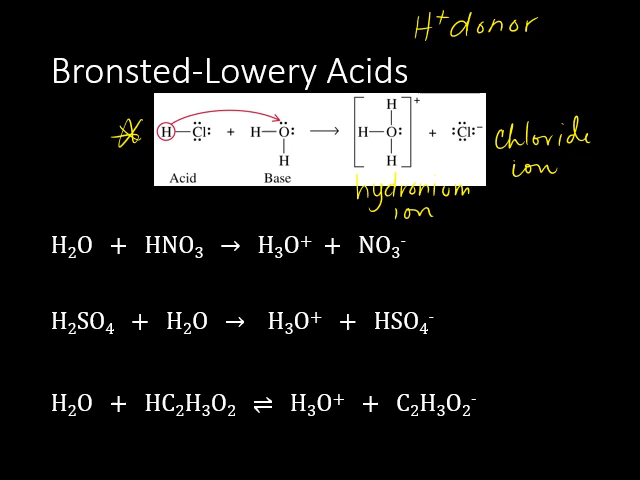 H⁺ donor
Bronsted-Lowery Acids
H—Cl: + H—O: → [H—O:]⁺ + :Cl:⁻ chloride ion
H H H
Acid Base
hydronium ion
H₂O + HNO₃ → H₃O⁺ + NO₃⁻
H₂SO₄ + H₂O → H₃O⁺ + HSO₄⁻
H₂O + HC₂H₃O₂ ⇌ H₃O⁺ + C₂H₃O₂⁻